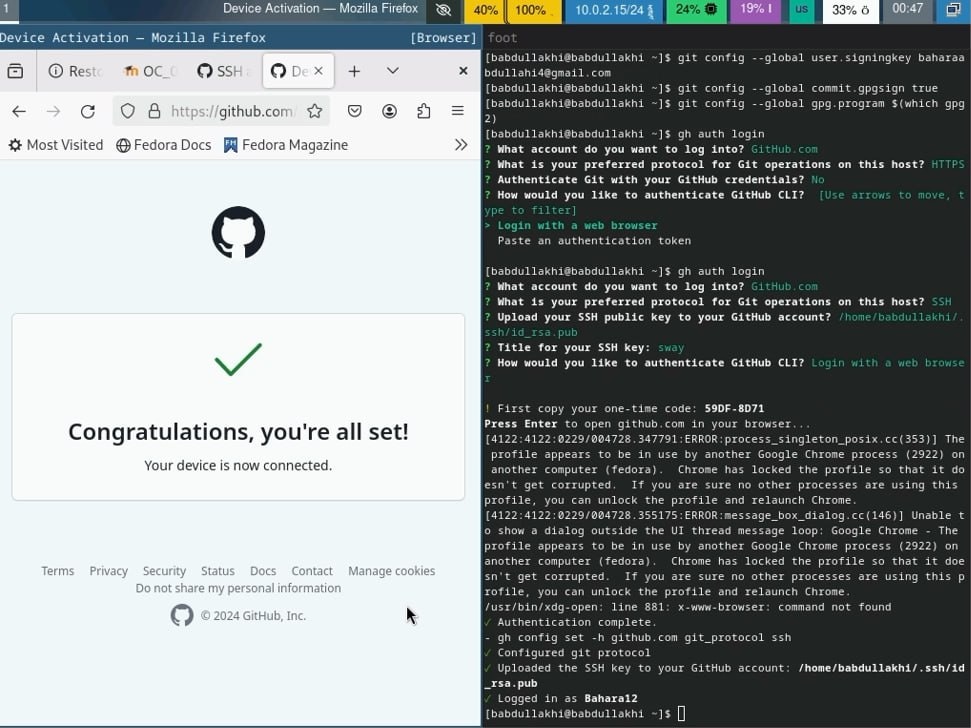 1
Device Activation — Mozilla Firefox
40%
100%
10.0.2.15/24
24%
19%
us
33%
00:47
Device Activation — Mozilla Firefox [Browser]
Resto
OC_0
SSH
De
https://github.com/
Most Visited
Fedora Docs
Fedora Magazine
Congratulations, you're all set!
Your device is now connected.
Terms Privacy Security Status Docs Contact Manage cookies
Do not share my personal information
© 2024 GitHub, Inc.
foot
[babdullakhi@babdullakhi ~]$ git config --global user.signingkey baharaa
bdullahi4@gmail.com
[babdullakhi@babdullakhi ~]$ git config --global commit.gpgsign true
[babdullakhi@babdullakhi ~]$ git config --global gpg.program $(which gpg
2)
[babdullakhi@babdullakhi ~]$ gh auth login
? What account do you want to log into? GitHub.com
? What is your preferred protocol for Git operations on this host? HTTPS
? Authenticate Git with your GitHub credentials? No
? How would you like to authenticate GitHub CLI? [Use arrows to move, t
ype to filter]
> Login with a web browser
Paste an authentication token
[babdullakhi@babdullakhi ~]$ gh auth login
? What account do you want to log into? GitHub.com
? What is your preferred protocol for Git operations on this host? SSH
? Upload your SSH public key to your GitHub account? /home/babdullakhi/.
ssh/id_rsa.pub
? Title for your SSH key: sway
? How would you like to authenticate GitHub CLI? Login with a web browse
r
! First copy your one-time code: 59DF-8D71
Press Enter to open github.com in your browser...
[4122:4122:0229/004728.347791:ERROR:process_singleton_posix.cc(353)] The
profile appears to be in use by another Google Chrome process (2922) on
another computer (fedora). Chrome has locked the profile so that it do
esn't get corrupted. If you are sure no other processes are using this
profile, you can unlock the profile and relaunch Chrome.
[4122:4122:0229/004728.355175:ERROR:message_box_dialog.cc(146)] Unable t
o show a dialog outside the UI thread message loop: Google Chrome - The
profile appears to be in use by another Google Chrome process (2922) on
another computer (fedora). Chrome has locked the profile so that it doe
sn't get corrupted. If you are sure no other processes are using this p
rofile, you can unlock the profile and relaunch Chrome.
/usr/bin/xdg-open: line 881: x-www-browser: command not found
✓ Authentication complete.
- gh config set -h github.com git_protocol ssh
✓ Configured git protocol
✓ Uploaded the SSH key to your GitHub account: /home/babdullakhi/.ssh/id
_rsa.pub
✓ Logged in as Bahara12
[babdullakhi@babdullakhi ~]$